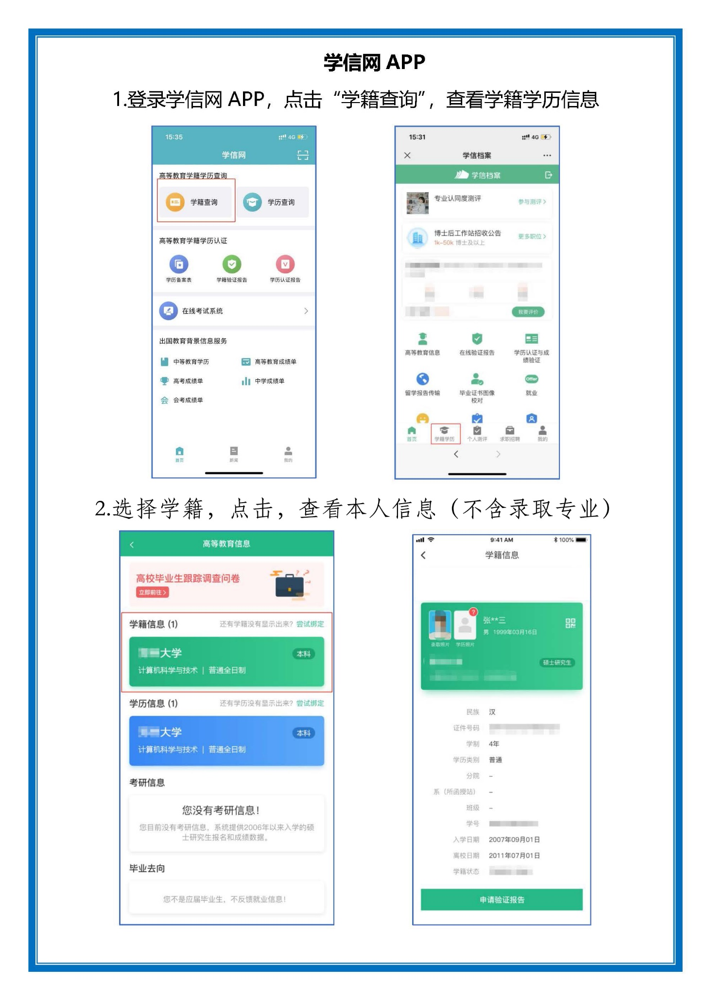 学信网 APP
1.登录学信网 APP，点击“学籍查询”，查看学籍学历信息
15:35
4G
学信网
高等教育学籍学历查询
学籍查询
学历查询
高等教育学籍学历认证
学历备案表
学籍验证报告
学历认证报告
在线考试系统
出国教育背景信息服务
中等教育学历
高等教育成绩单
高考成绩单
中学成绩单
会 会考成绩单
首页
新闻
我的
15:31
4G
学信档案
学信档案
专业认同度测评
参与测评
博士后工作站招收公告
1k–50k 博士及以上
更多职位
我要评价
高等教育信息
在线验证报告
学历认证与成
绩验证
留学报告传输
毕业证书图像
校对
Offer
就业
首页
学籍学历
个人测评
求职招聘
我的
2.选择学籍，点击，查看本人信息（不含录取专业）
高等教育信息
高校毕业生跟踪调查问卷
立即前往
学籍信息 (1)
还有学籍没有显示出来？尝试绑定
大学
本科
计算机科学与技术 | 普通全日制
学历信息 (1)
还有学历没有显示出来？尝试绑定
大学
本科
计算机科学与技术 | 普通全日制
考研信息
您没有考研信息！
您目前没有考研信息，系统提供2006年以来入学的硕
士研究生报名和成绩数据。
毕业去向
您不是应届毕业生，不反馈就业信息！
9:41 AM
100%
学籍信息
张**三
男 1999年03月16日
录取照片
学历照片
硕士研究生
民族 汉
证件号码
学制 4年
学历类别 普通
分院 –
系（所函授站） –
班级 –
学号
入学日期 2007年09月01日
离校日期 2011年07月01日
学籍状态
申请验证报告